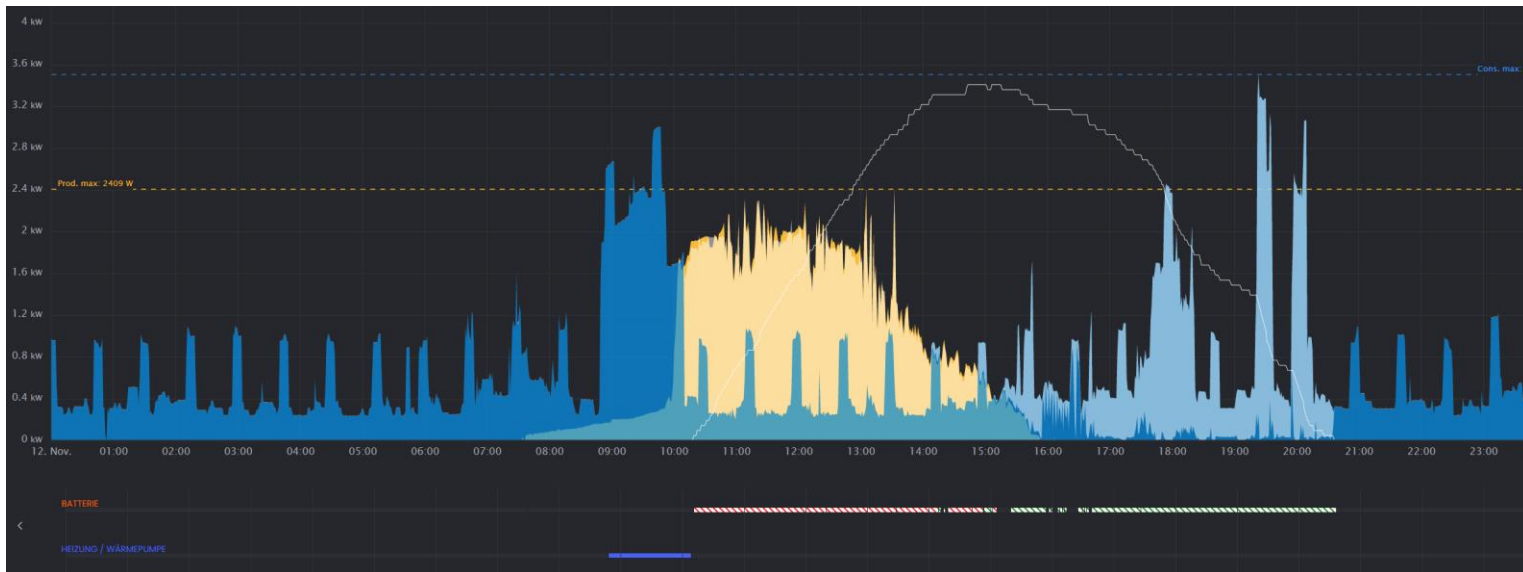 4 kW
3.6 kW
Cons. max:
3.2 kW
2.8 kW
2.4 kW
Prod. max: 2409 W
2 kW
1.6 kW
1.2 kW
0.8 kW
0.4 kW
0 kW
12. Nov. 01:00 02:00 03:00 04:00 05:00 06:00 07:00 08:00 09:00 10:00 11:00 12:00 13:00 14:00 15:00 16:00 17:00 18:00 19:00 20:00 21:00 22:00 23:00
BATTERIE
HEIZUNG / WÄRMEPUMPE